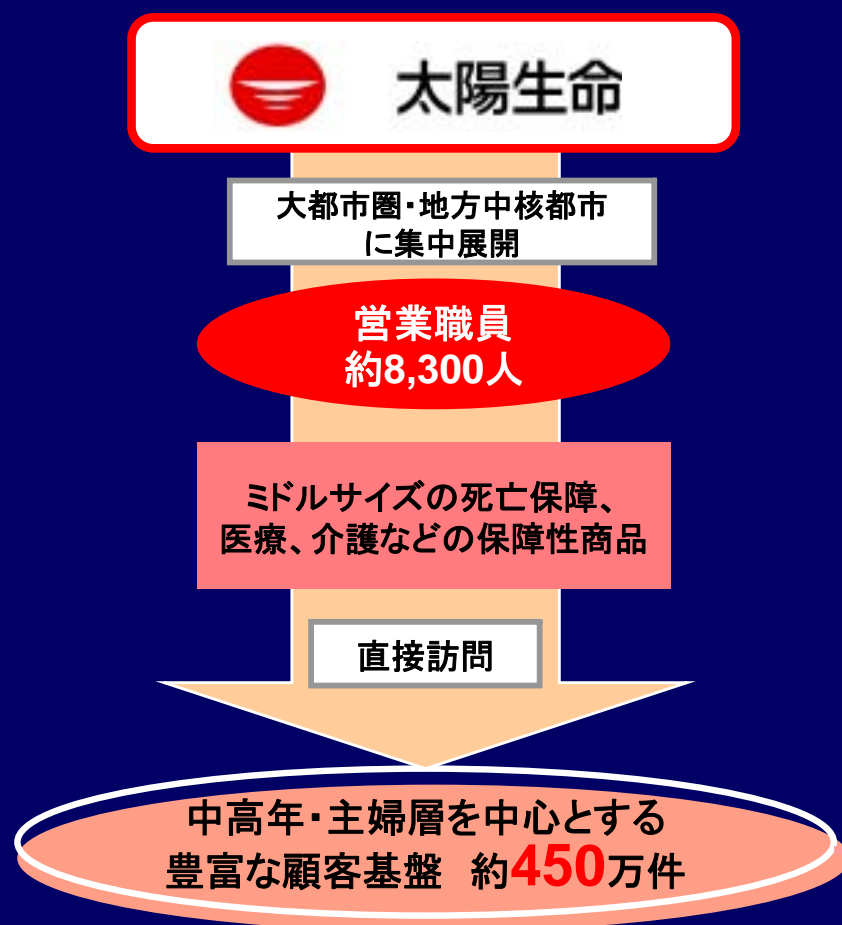 太陽生命
大都市圏・地方中核都市
に集中展開
営業職員
約8,300人
ミドルサイズの死亡保障、
医療、介護などの保障性商品
直接訪問
中高年・主婦層を中心とする
豊富な顧客基盤 約450万件